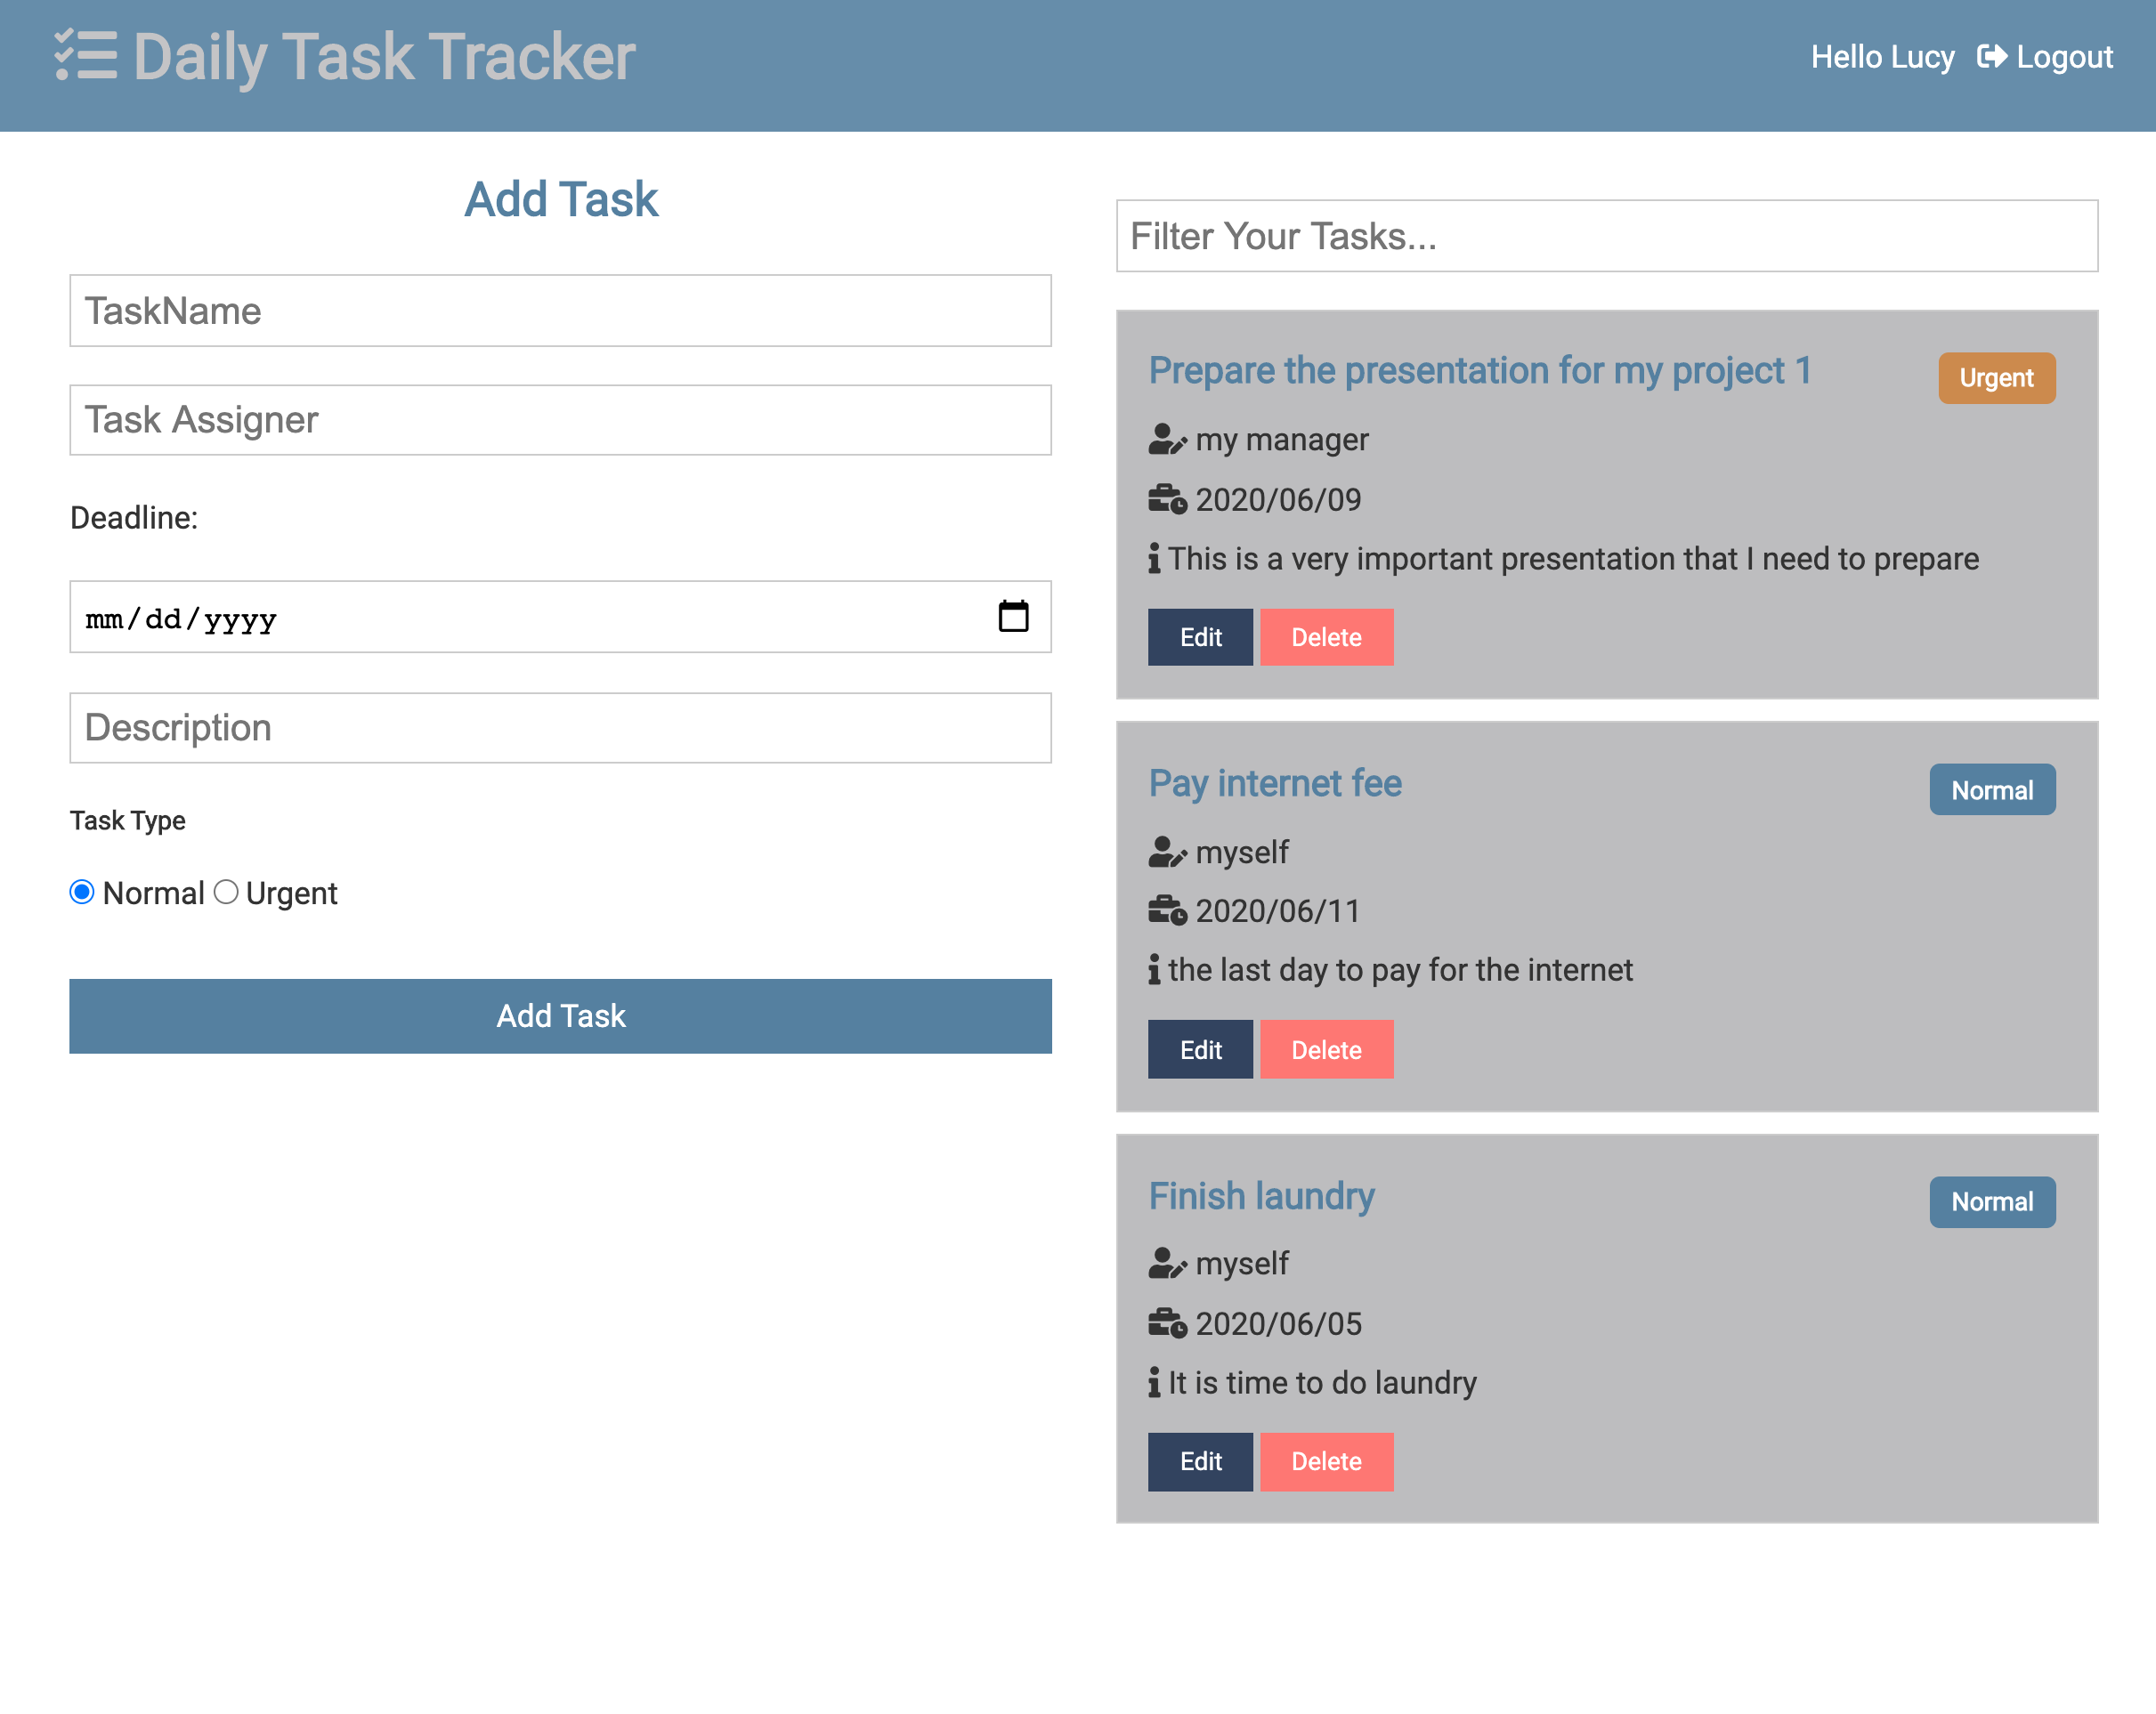 Daily Task Tracker
Hello Lucy Logout
Add Task
TaskName
Task Assigner
Deadline:
mm/dd/yyyy
Description
Task Type
Normal Urgent
Add Task
Filter Your Tasks...
Prepare the presentation for my project 1
Urgent
my manager
2020/06/09
This is a very important presentation that I need to prepare
Edit Delete
Pay internet fee
Normal
myself
2020/06/11
the last day to pay for the internet
Edit Delete
Finish laundry
Normal
myself
2020/06/05
It is time to do laundry
Edit Delete